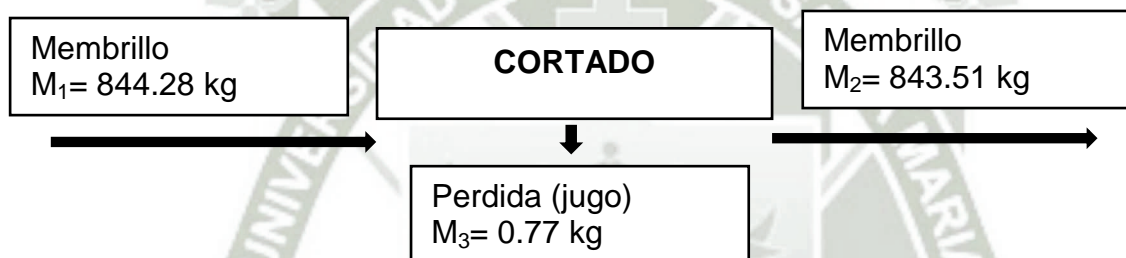 Membrillo
M₁= 844.28 kg
CORTADO
Membrillo
M₂= 843.51 kg
Perdida (jugo)
M₃= 0.77 kg